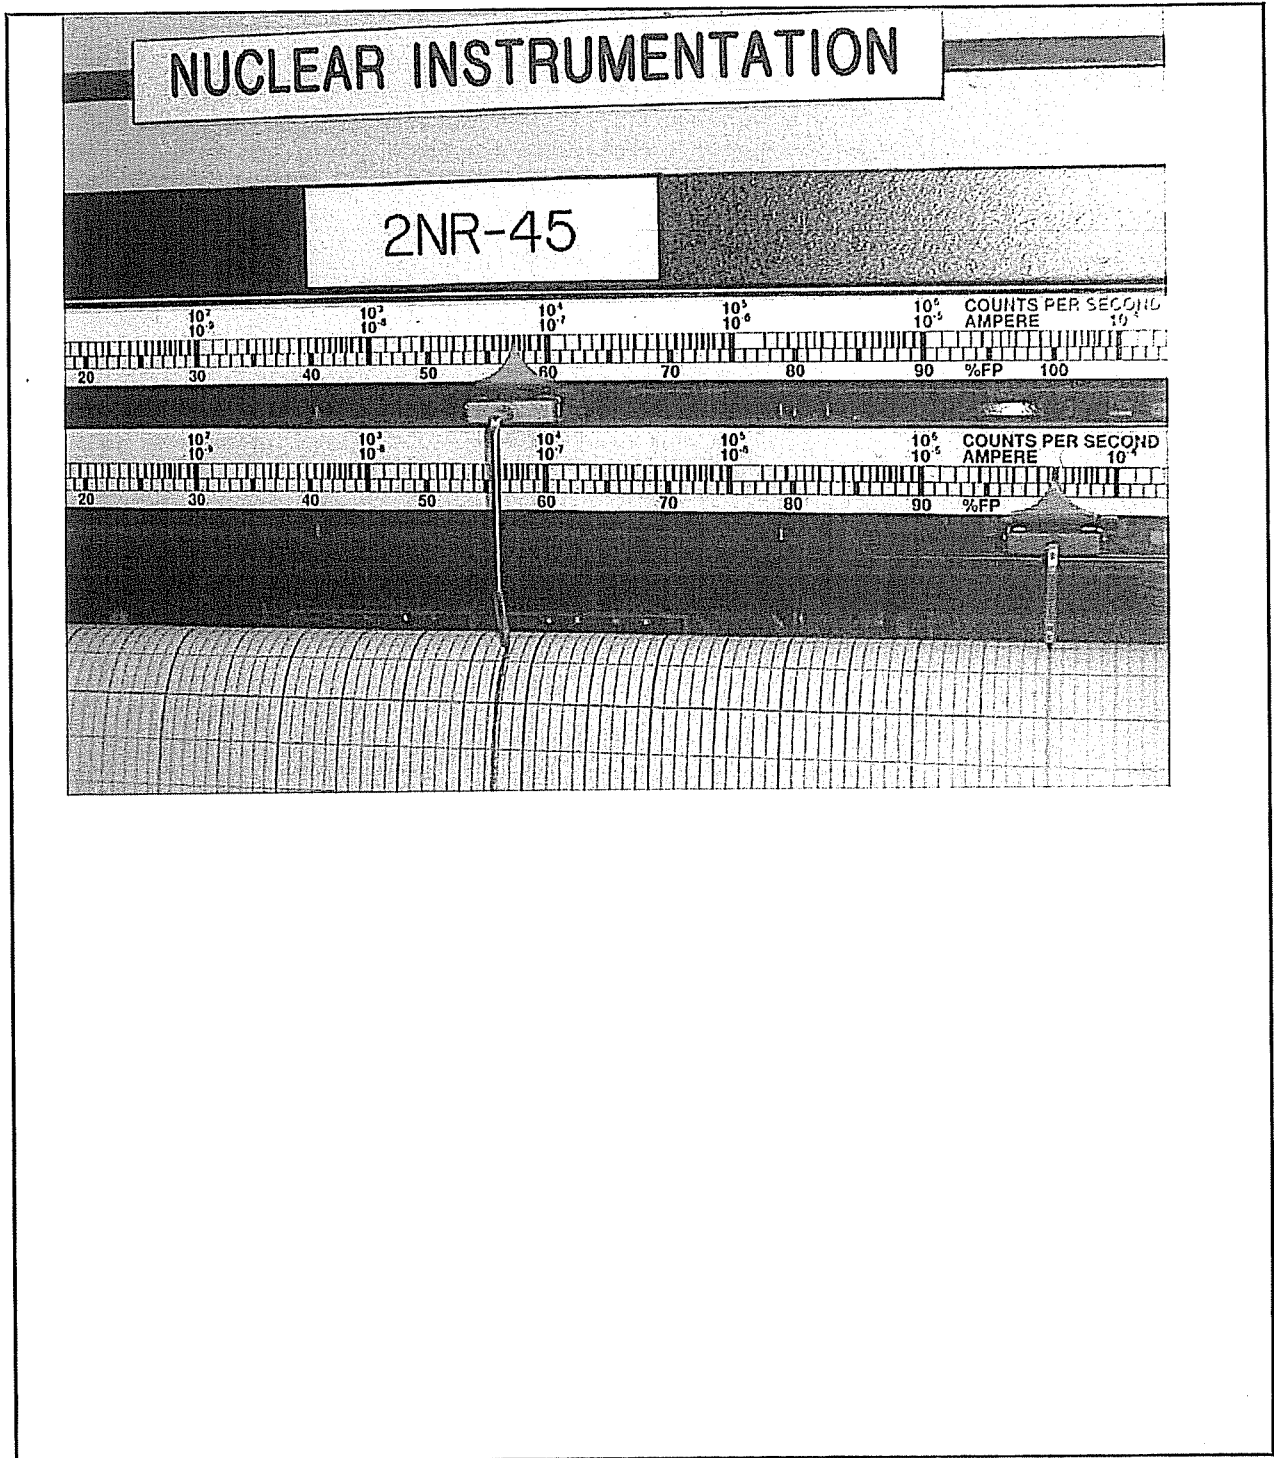 NUCLEAR INSTRUMENTATION
2NR-45
10² 10³ 10⁴ 10⁵ 10⁶ COUNTS PER SECOND
10⁻⁹ 10⁻⁸ 10⁻⁷ 10⁻⁶ 10⁻⁵ AMPERE
20 30 40 50 60 70 80 90 %FP 100
10² 10³ 10⁴ 10⁵ 10⁶ COUNTS PER SECOND
10⁻⁹ 10⁻⁸ 10⁻⁷ 10⁻⁶ 10⁻⁵ AMPERE 10⁻⁴
20 30 40 50 60 70 80 90 %FP